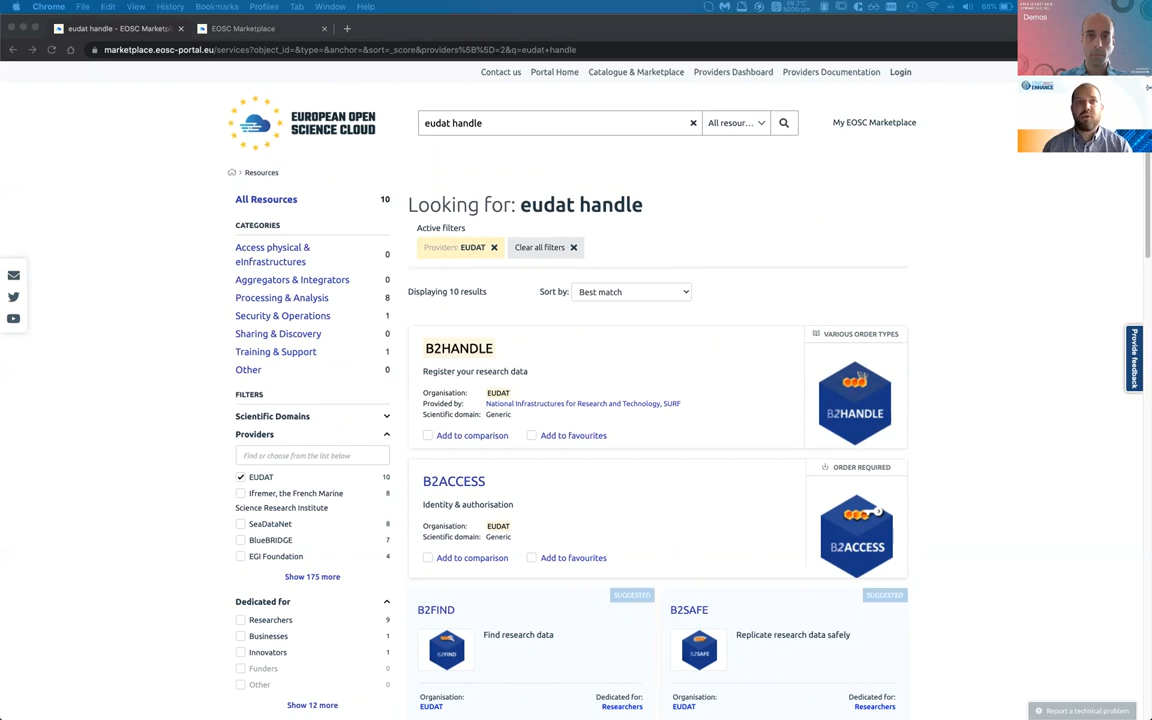 Chrome File Edit View History Bookmarks Profiles Tab Window Help
68%
eudat handle - EOSC Marketpl
EOSC Marketplace
marketplace.eosc-portal.eu/services?object_id=&type=&anchor=&sort=_score&providers%5B%5D=2&q=eudat+handle
Demos
ENHANCE
Contact us Portal Home Catalogue & Marketplace Providers Dashboard Providers Documentation Login
EUROPEAN OPEN
SCIENCE CLOUD
eudat handle
All resour...
My EOSC Marketplace
> Resources
All Resources 10
CATEGORIES
Access physical &
eInfrastructures 0
Aggregators & Integrators 0
Processing & Analysis 8
Security & Operations 1
Sharing & Discovery 0
Training & Support 1
Other 0
FILTERS
Scientific Domains
Providers
Find or choose from the list below
EUDAT 10
Ifremer, the French Marine 8
Science Research Institute
SeaDataNet 8
BlueBRIDGE 7
EGI Foundation 4
Show 175 more
Dedicated for
Researchers 9
Businesses 1
Innovators 1
Funders 0
Other 0
Show 12 more
Looking for: eudat handle
Active filters
Providers: EUDAT
Clear all filters
Displaying 10 results
Sort by: Best match
B2HANDLE
Register your research data
Organisation: EUDAT
Provided by: National Infrastructures for Research and Technology, SURF
Scientific domain: Generic
Add to comparison Add to favourites
VARIOUS ORDER TYPES
B2HANDLE
B2ACCESS
Identity & authorisation
Organisation: EUDAT
Scientific domain: Generic
Add to comparison Add to favourites
ORDER REQUIRED
B2ACCESS
SUGGESTED
B2FIND
B2FIND
Find research data
Organisation: Dedicated for:
EUDAT Researchers
SUGGESTED
B2SAFE
B2SAFE
Replicate research data safely
Organisation: Dedicated for:
EUDAT Researchers
Provide feedback
Report a technical problem